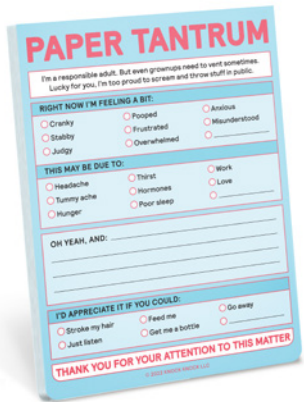 PAPER TANTRUM
I'm a responsible adult. But even grownups need to vent sometimes.
Lucky for you, I'm too proud to scream and throw stuff in public.
RIGHT NOW I'M FEELING A BIT:
Cranky Pooped Anxious
Stabby Frustrated Misunderstood
Judgy Overwhelmed
THIS MAY BE DUE TO:
Headache Thirst Work
Tummy ache Hormones Love
Hunger Poor sleep
OH YEAH, AND:
I'D APPRECIATE IT IF YOU COULD:
Stroke my hair Feed me Go away
Just listen Get me a bottle
THANK YOU FOR YOUR ATTENTION TO THIS MATTER
© 2022 KNOCK KNOCK LLC